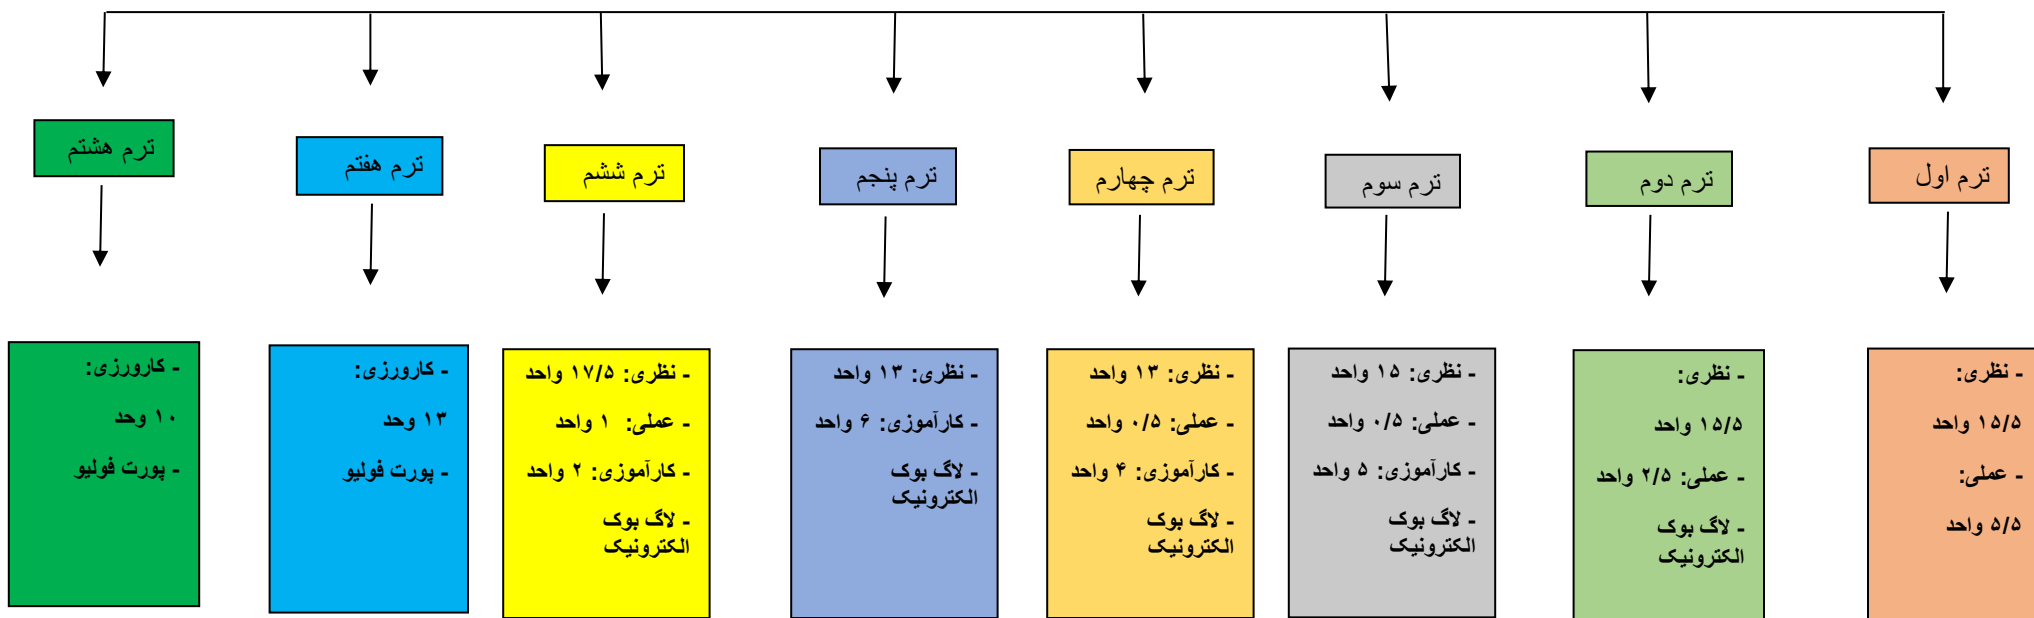 ترم اول
ترم دوم
ترم سوم
ترم چهارم
ترم پنجم
ترم ششم
ترم هفتم
ترم هشتم
- نظری:
۱۵/۵ واحد
- عملی:
۵/۵ واحد
- نظری:
۱۵/۵ واحد
- عملی: ۲/۵ واحد
- لاگ بوک
الکترونیک
- نظری: ۱۵ واحد
- عملی: ۰/۵ واحد
- کارآموزی: ۵ واحد
- لاگ بوک
الکترونیک
- نظری: ۱۳ واحد
- عملی: ۰/۵ واحد
- کارآموزی: ۴ واحد
- لاگ بوک
الکترونیک
- نظری: ۱۳ واحد
- کارآموزی: ۶ واحد
- لاگ بوک
الکترونیک
- نظری: ۱۷/۵ واحد
- عملی: ۱ واحد
- کارآموزی: ۲ واحد
- لاگ بوک
الکترونیک
- کارورزی:
۱۳ وحد
- پورت فولیو
- کارورزی:
۱۰ وحد
- پورت فولیو